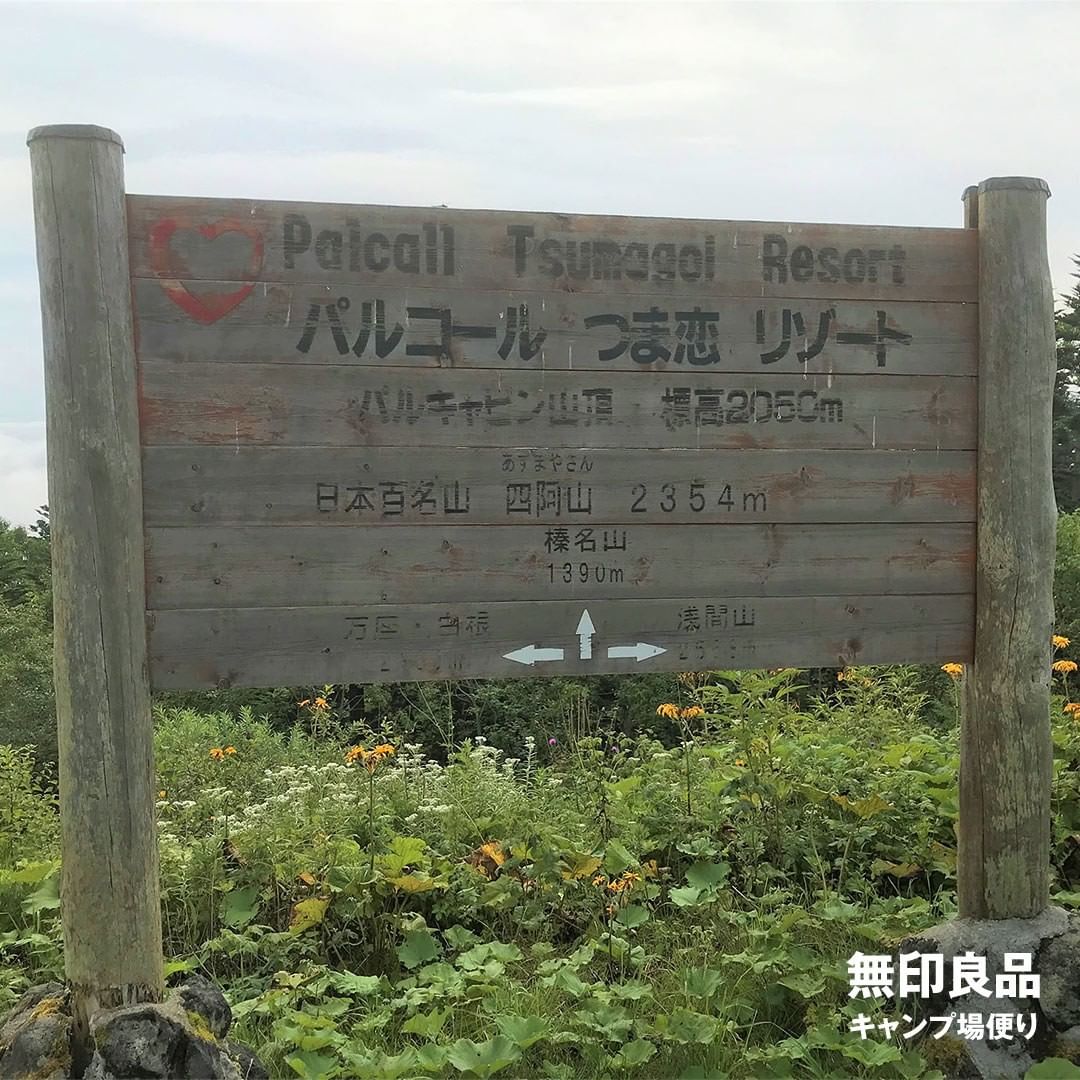 Palcall Tsumagoi Resort
パルコール つま恋 リゾート
パルキャビン山頂 標高2050m
あずまやさん
日本百名山 四阿山 2354m
榛名山
1390m
万座・白根 浅間山
無印良品
キャンプ場便り